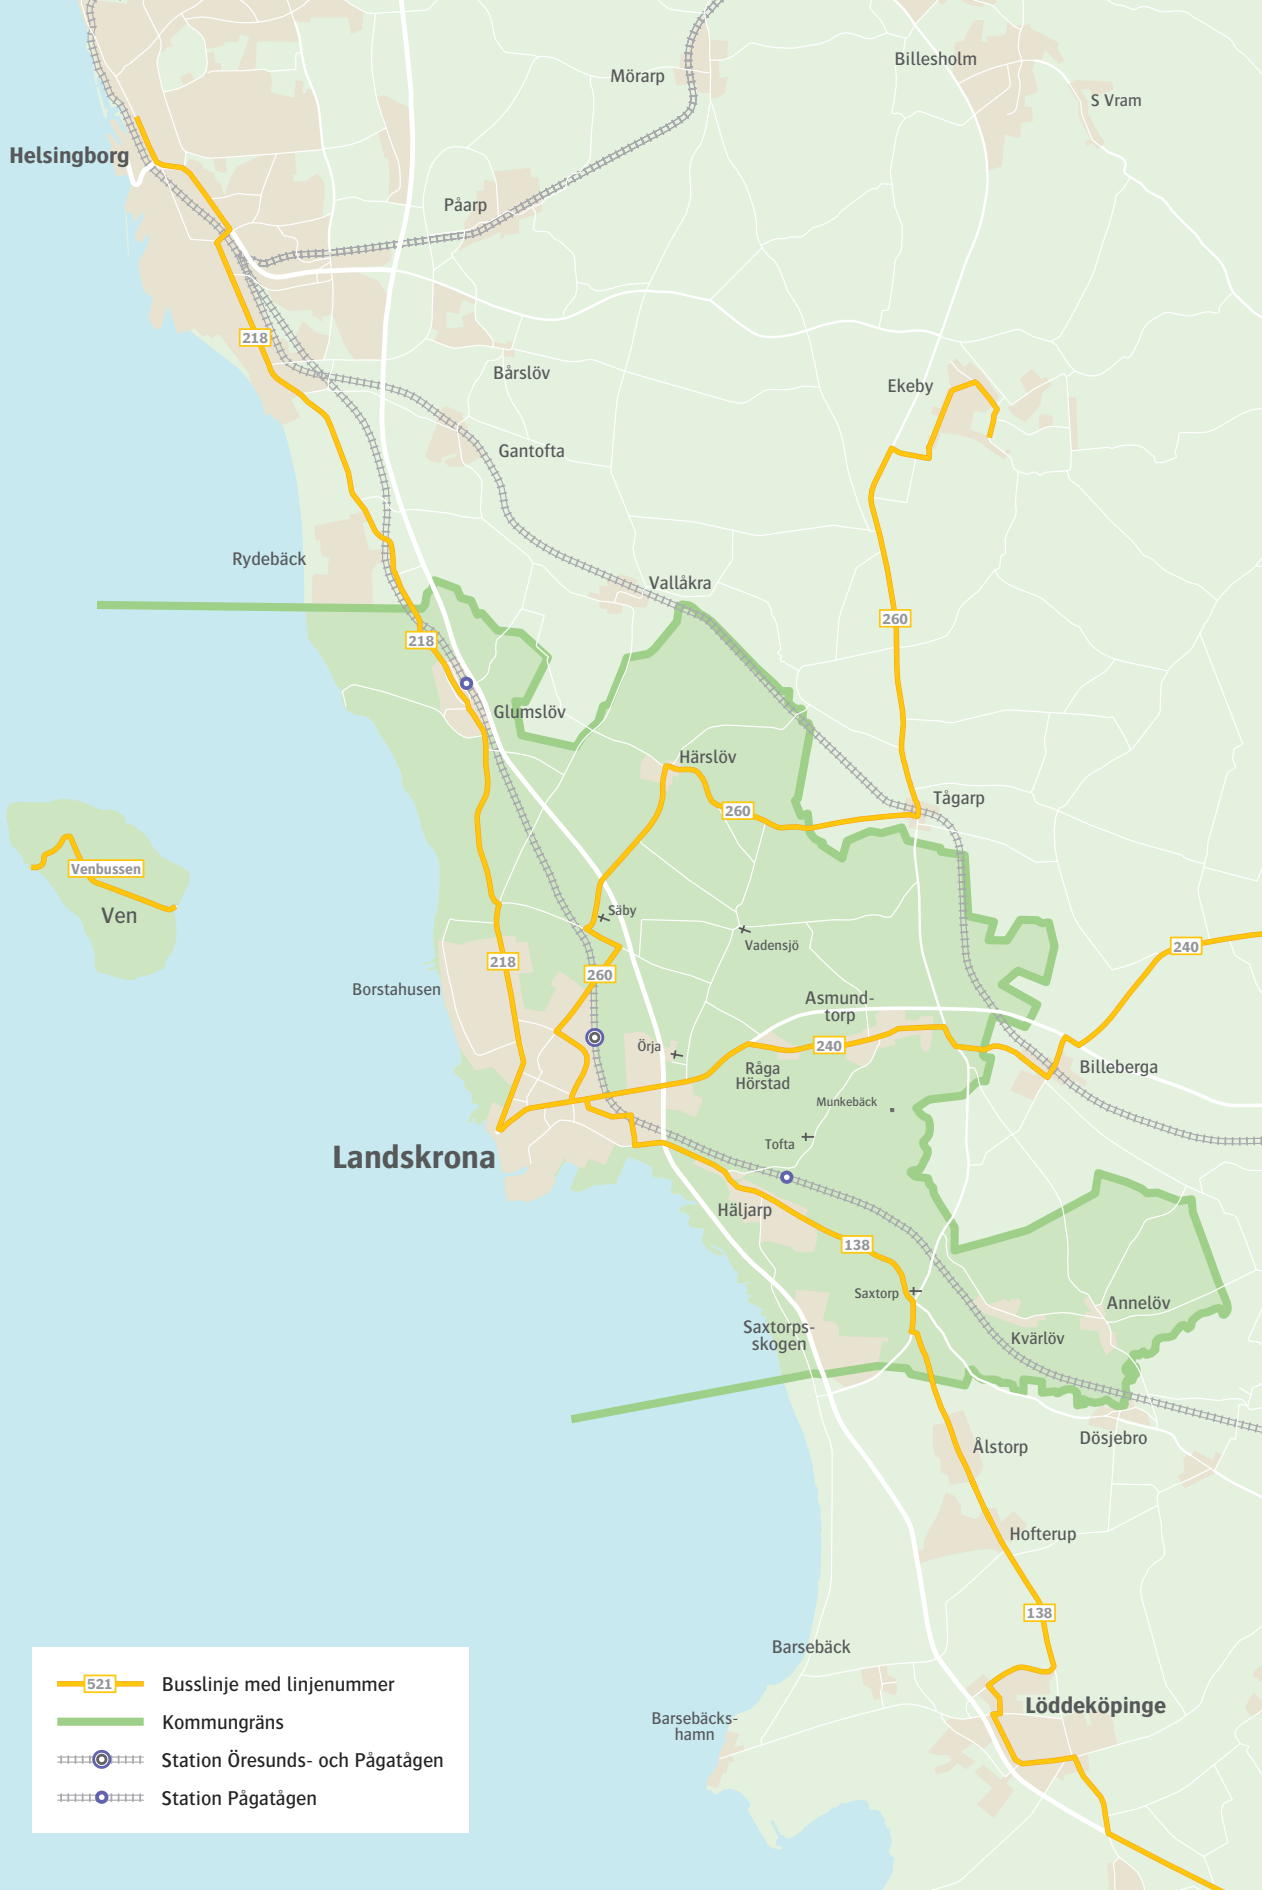 Billesholm
Mörarp
S Vram
Helsingborg
Påarp
218
Bårslöv
Ekeby
Gantofta
Rydebäck
Vallåkra
260
218
Glumslöv
Härslöv
Tågarp
260
Venbussen
Ven
Säby
Vadensjö
240
218
260
Borstahusen
Asmund-
torp
Örja
240
Råga
Hörstad
Billeberga
Munkebäck
Tofta
Landskrona
Häljarp
138
Saxtorp
Annelöv
Saxtorps-
skogen
Kvärlöv
Dösjebro
Ålstorp
Hofterup
138
Barsebäck
Löddeköpinge
Barsebäcks-
hamn
521 Busslinje med linjenummer
Kommungräns
Station Öresunds- och Pågatågen
Station Pågatågen